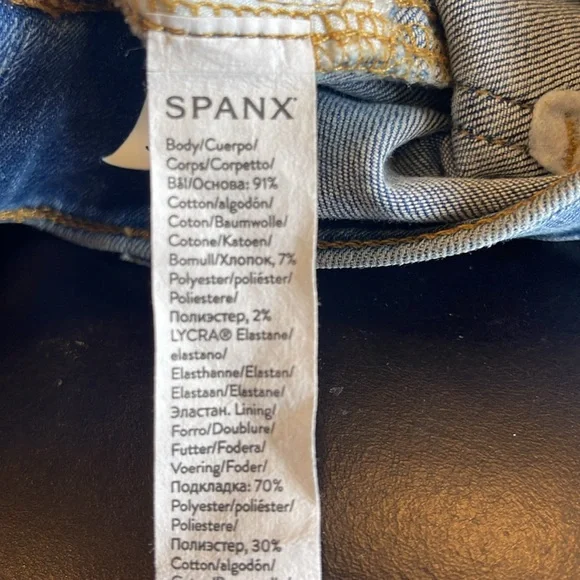 SPANX
Body/Cuerpo/
Corps/Corpetto/
Bål/Основа: 91%
Cotton/algodón/
Coton/Baumwolle/
Cotone/Katoen/
Bomull/Хлопок, 7%
Polyester/poliéster/
Poliestere/
Полиэстер, 2%
LYCRA® Elastane/
elastano/
Elasthanne/Elastan/
Elastaan/Elastane/
Эластан. Lining/
Forro/Doublure/
Futter/Fodera/
Voering/Foder/
Подкладка: 70%
Polyester/poliéster/
Poliestere/
Полиэстер, 30%
Cotton/algodón/